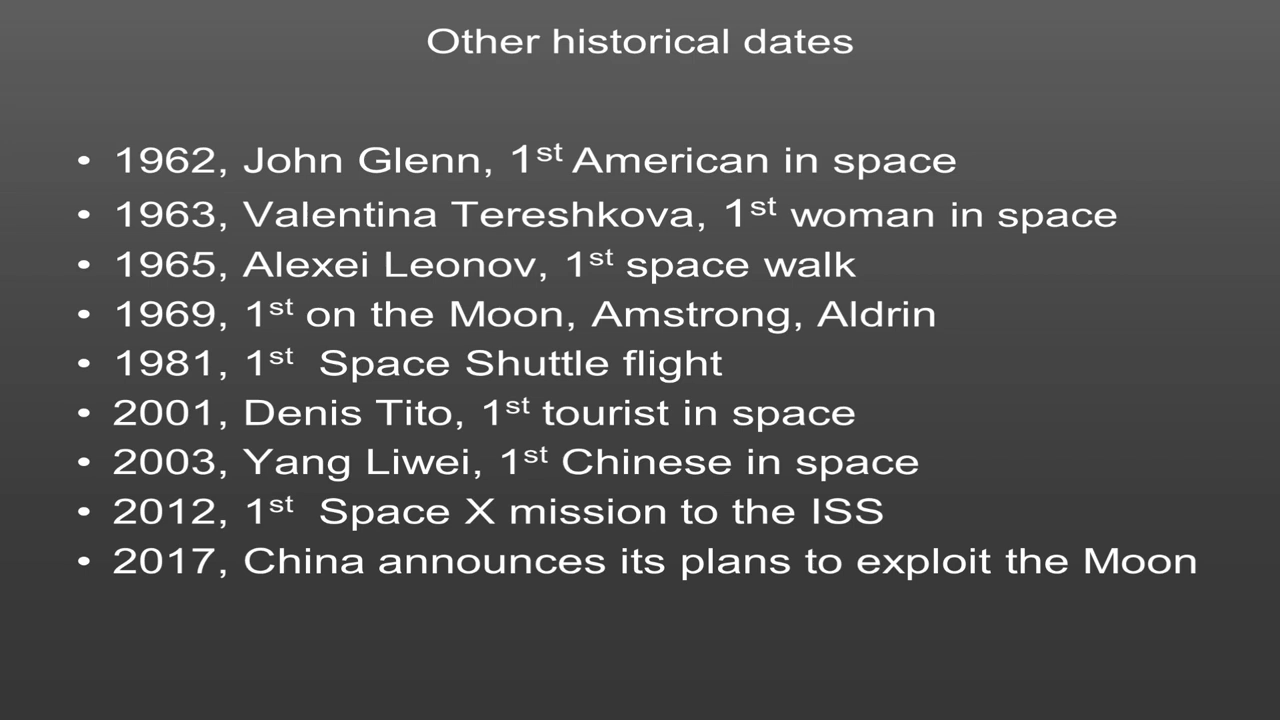 Other historical dates
• 1962, John Glenn, 1st American in space
• 1963, Valentina Tereshkova, 1st woman in space
• 1965, Alexei Leonov, 1st space walk
• 1969, 1st on the Moon, Amstrong, Aldrin
• 1981, 1st  Space Shuttle flight
• 2001, Denis Tito, 1st tourist in space
• 2003, Yang Liwei, 1st Chinese in space
• 2012, 1st  Space X mission to the ISS
• 2017, China announces its plans to exploit the Moon